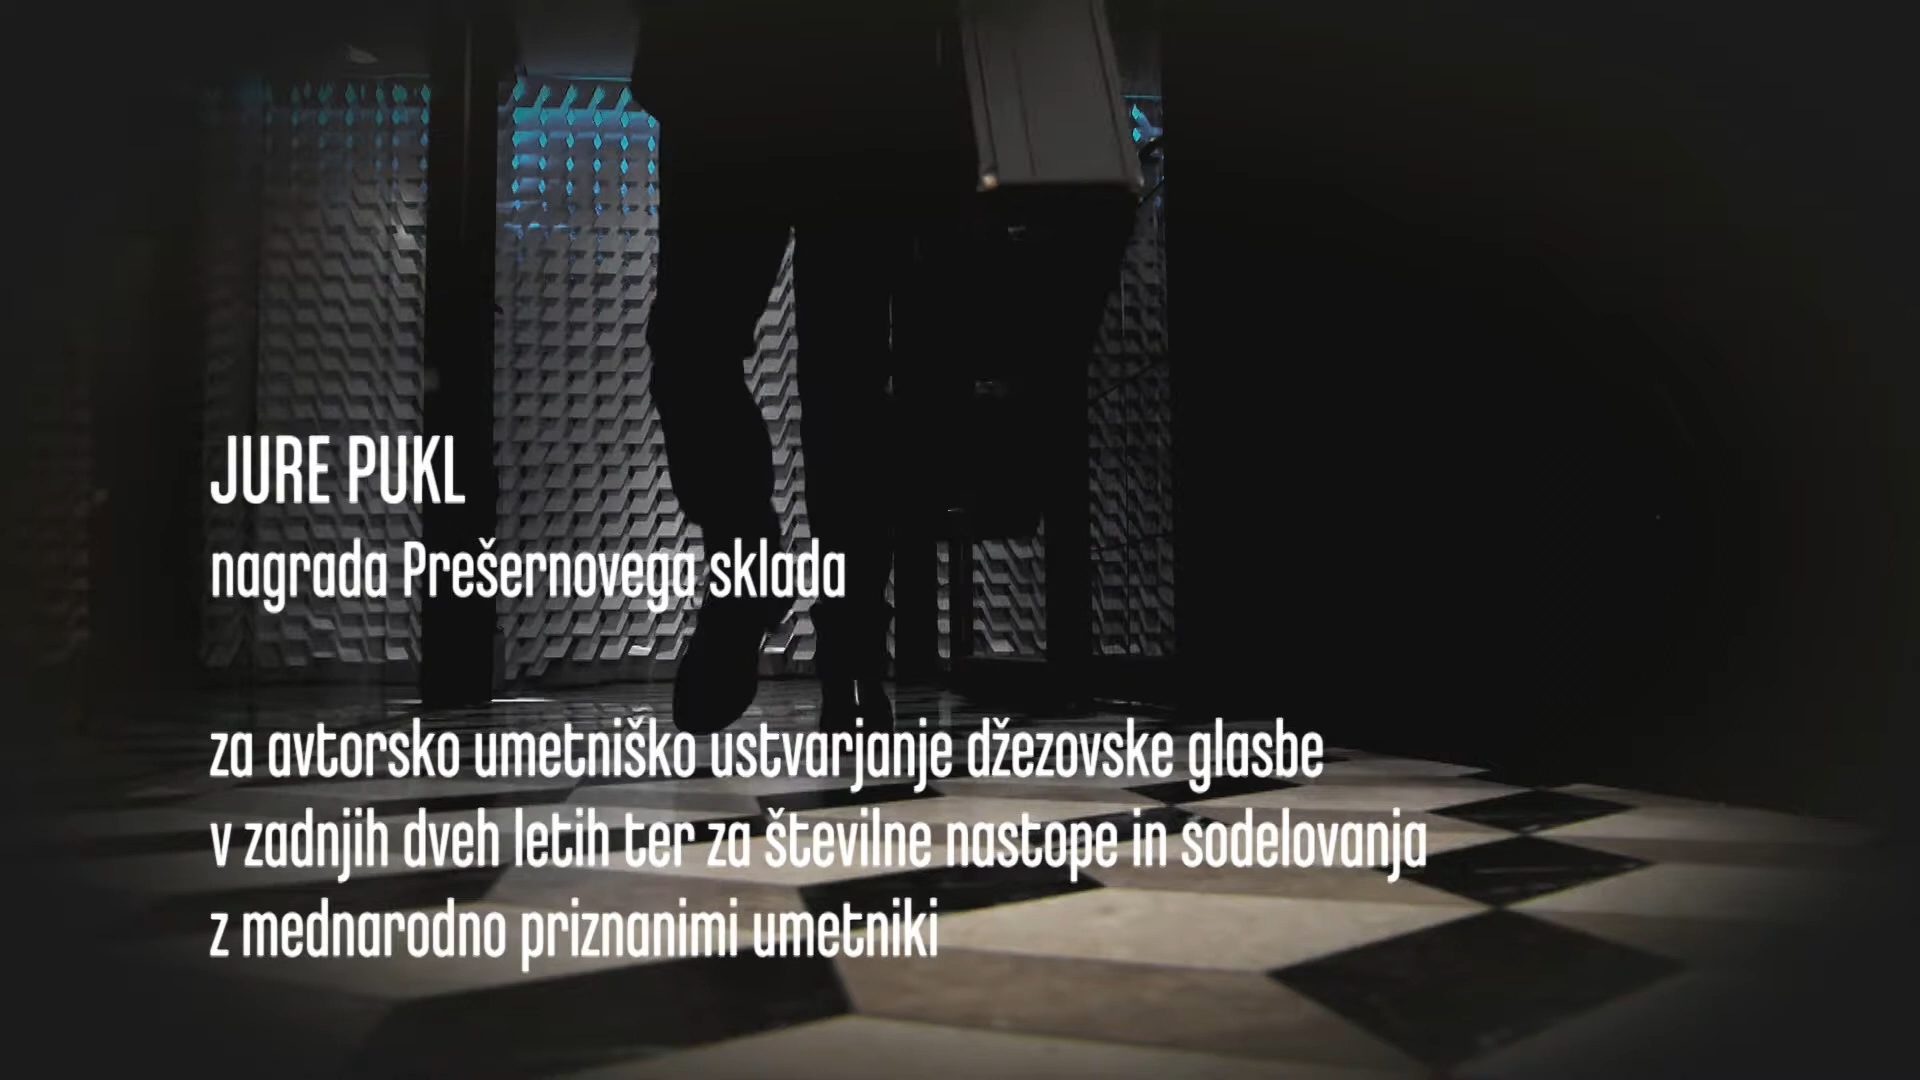 JURE PUKL
nagrada Prešernovega sklada
za avtorsko umetniško ustvarjanje džezovske glasbe
v zadnjih dveh letih ter za številne nastope in sodelovanja
z mednarodno priznanimi umetniki